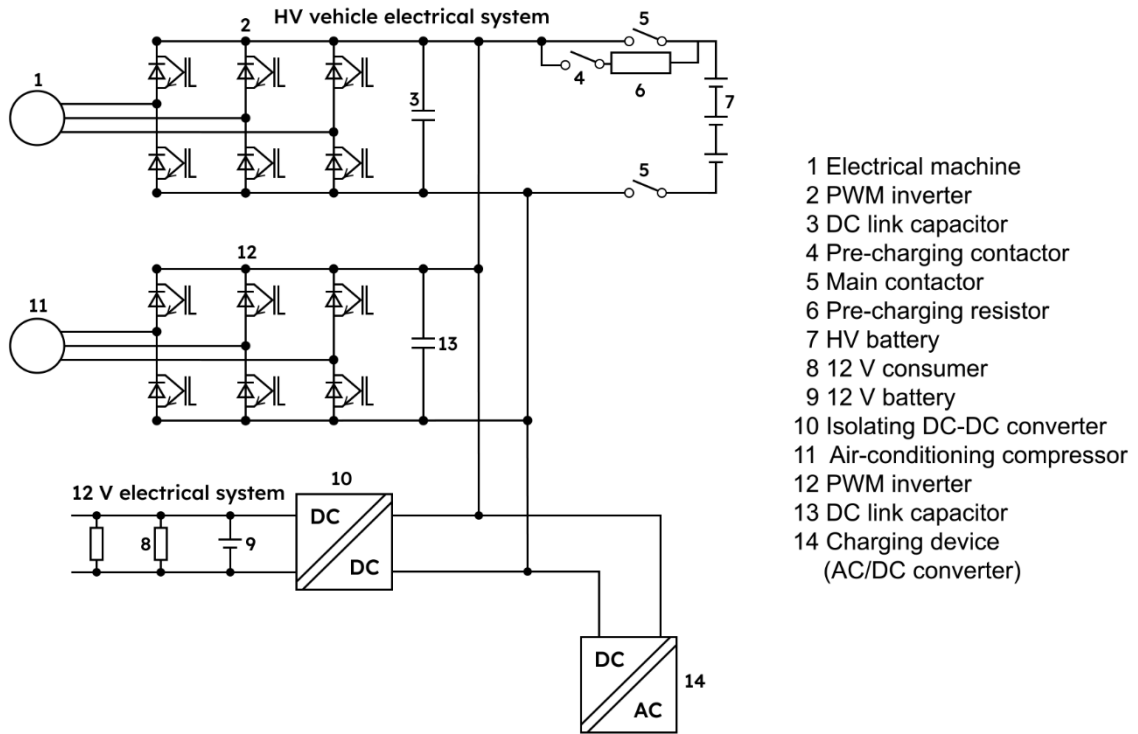 HV vehicle electrical system
1
2
3
4
5
6
7
5
11
12
13
12 V electrical system
8
9
10
DC
DC
DC
AC
14
1 Electrical machine
2 PWM inverter
3 DC link capacitor
4 Pre-charging contactor
5 Main contactor
6 Pre-charging resistor
7 HV battery
8 12 V consumer
9 12 V battery
10 Isolating DC-DC converter
11 Air-conditioning compressor
12 PWM inverter
13 DC link capacitor
14 Charging device
(AC/DC converter)